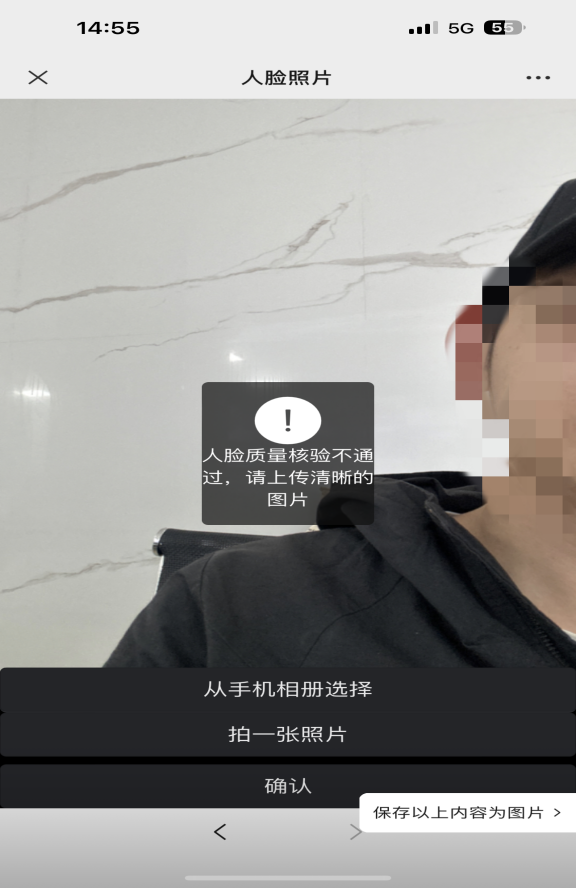 14:55
5G
55
人脸照片
人脸质量核验不通
过，请上传清晰的
图片
从手机相册选择
拍一张照片
确认
保存以上内容为图片 >